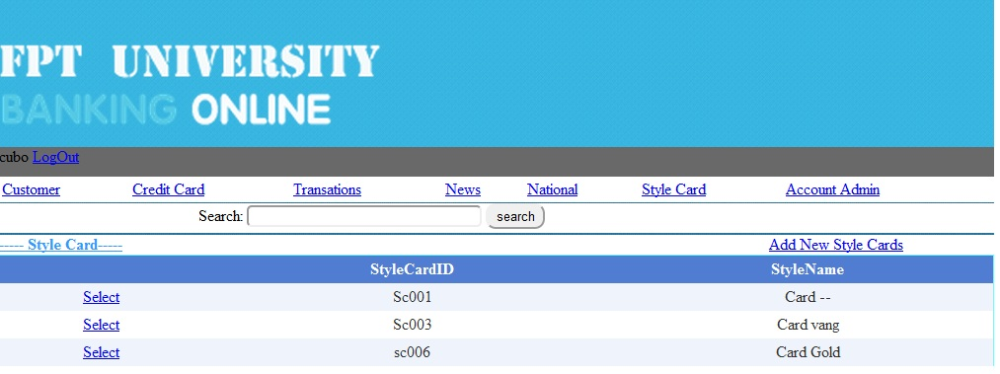 FPT UNIVERSITY
BANKING ONLINE
cubo LogOut
Customer Credit Card Transations News National Style Card Account Admin
Search: search
----- Style Card----- Add New Style Cards
StyleCardID StyleName
Select Sc001 Card --
Select Sc003 Card vang
Select sc006 Card Gold